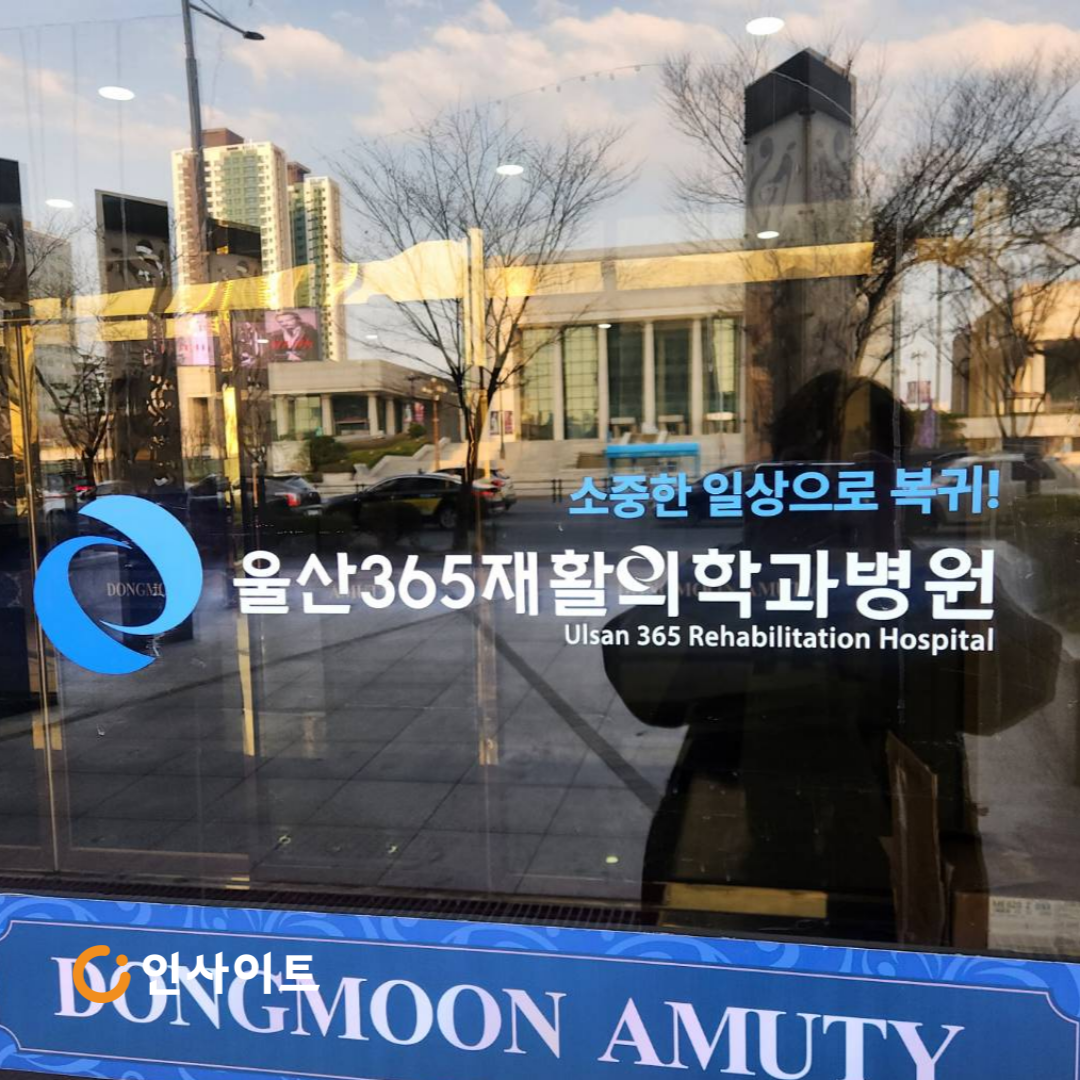 소중한 일상으로 복귀!
울산365재활의학과병원
Ulsan 365 Rehabilitation Hospital
인사이트
DONGMOON AMUTY